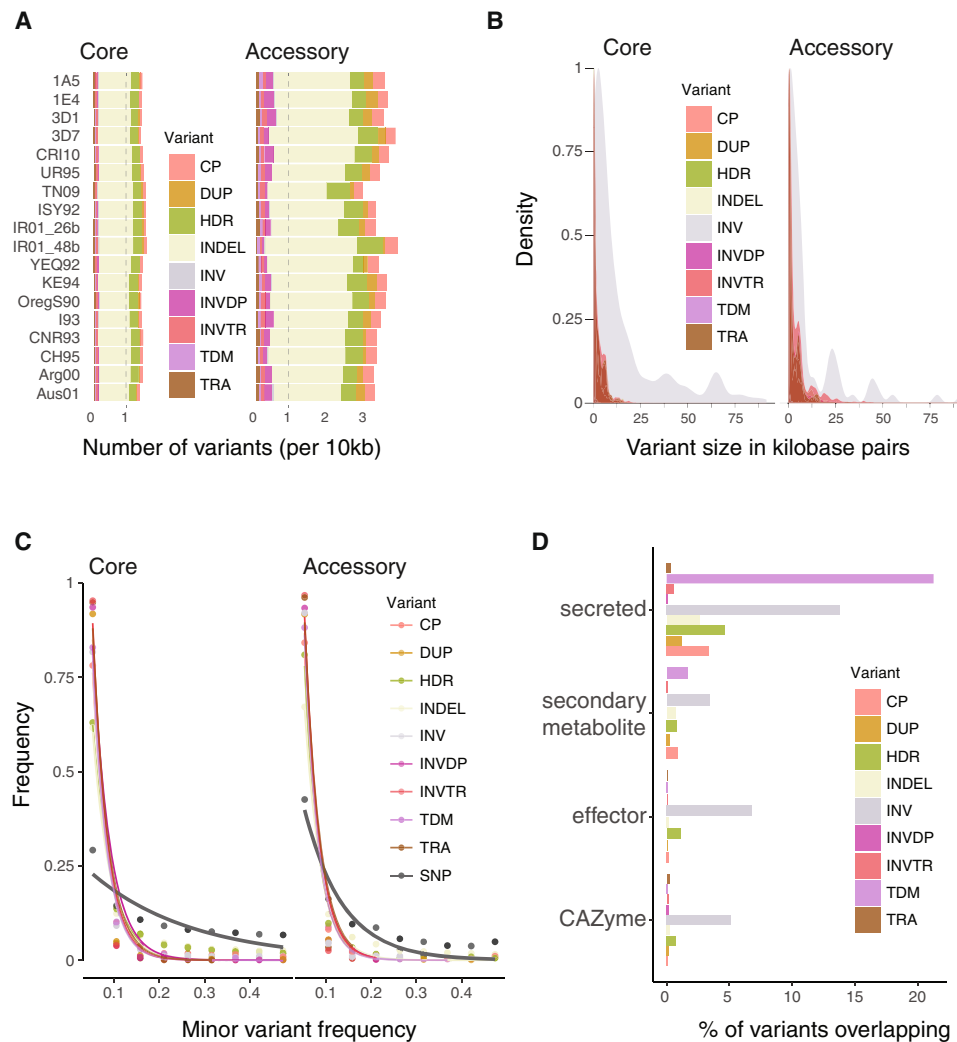 A
Core
Accessory
1A5
1E4
3D1
3D7
CRI10
UR95
TN09
ISY92
IR01_26b
IR01_48b
YEQ92
KE94
OregS90
I93
CNR93
CH95
Arg00
Aus01
Variant
CP
DUP
HDR
INDEL
INV
INVDP
INVTR
TDM
TRA
0 1 0 1 2 3
Number of variants (per 10kb)
B
Core
Accessory
Density
1
0.75
0.5
0.25
0
Variant
CP
DUP
HDR
INDEL
INV
INVDP
INVTR
TDM
TRA
0 25 50 75 0 25 50 75
Variant size in kilobase pairs
C
Core
Accessory
Frequency
1
0.75
0.5
0.25
0
Variant
CP
DUP
HDR
INDEL
INV
INVDP
INVTR
TDM
TRA
SNP
0.1 0.2 0.3 0.4 0.1 0.2 0.3 0.4
Minor variant frequency
D
secreted
secondary
metabolite
effector
CAZyme
Variant
CP
DUP
HDR
INDEL
INV
INVDP
INVTR
TDM
TRA
0 5 10 15 20
% of variants overlapping